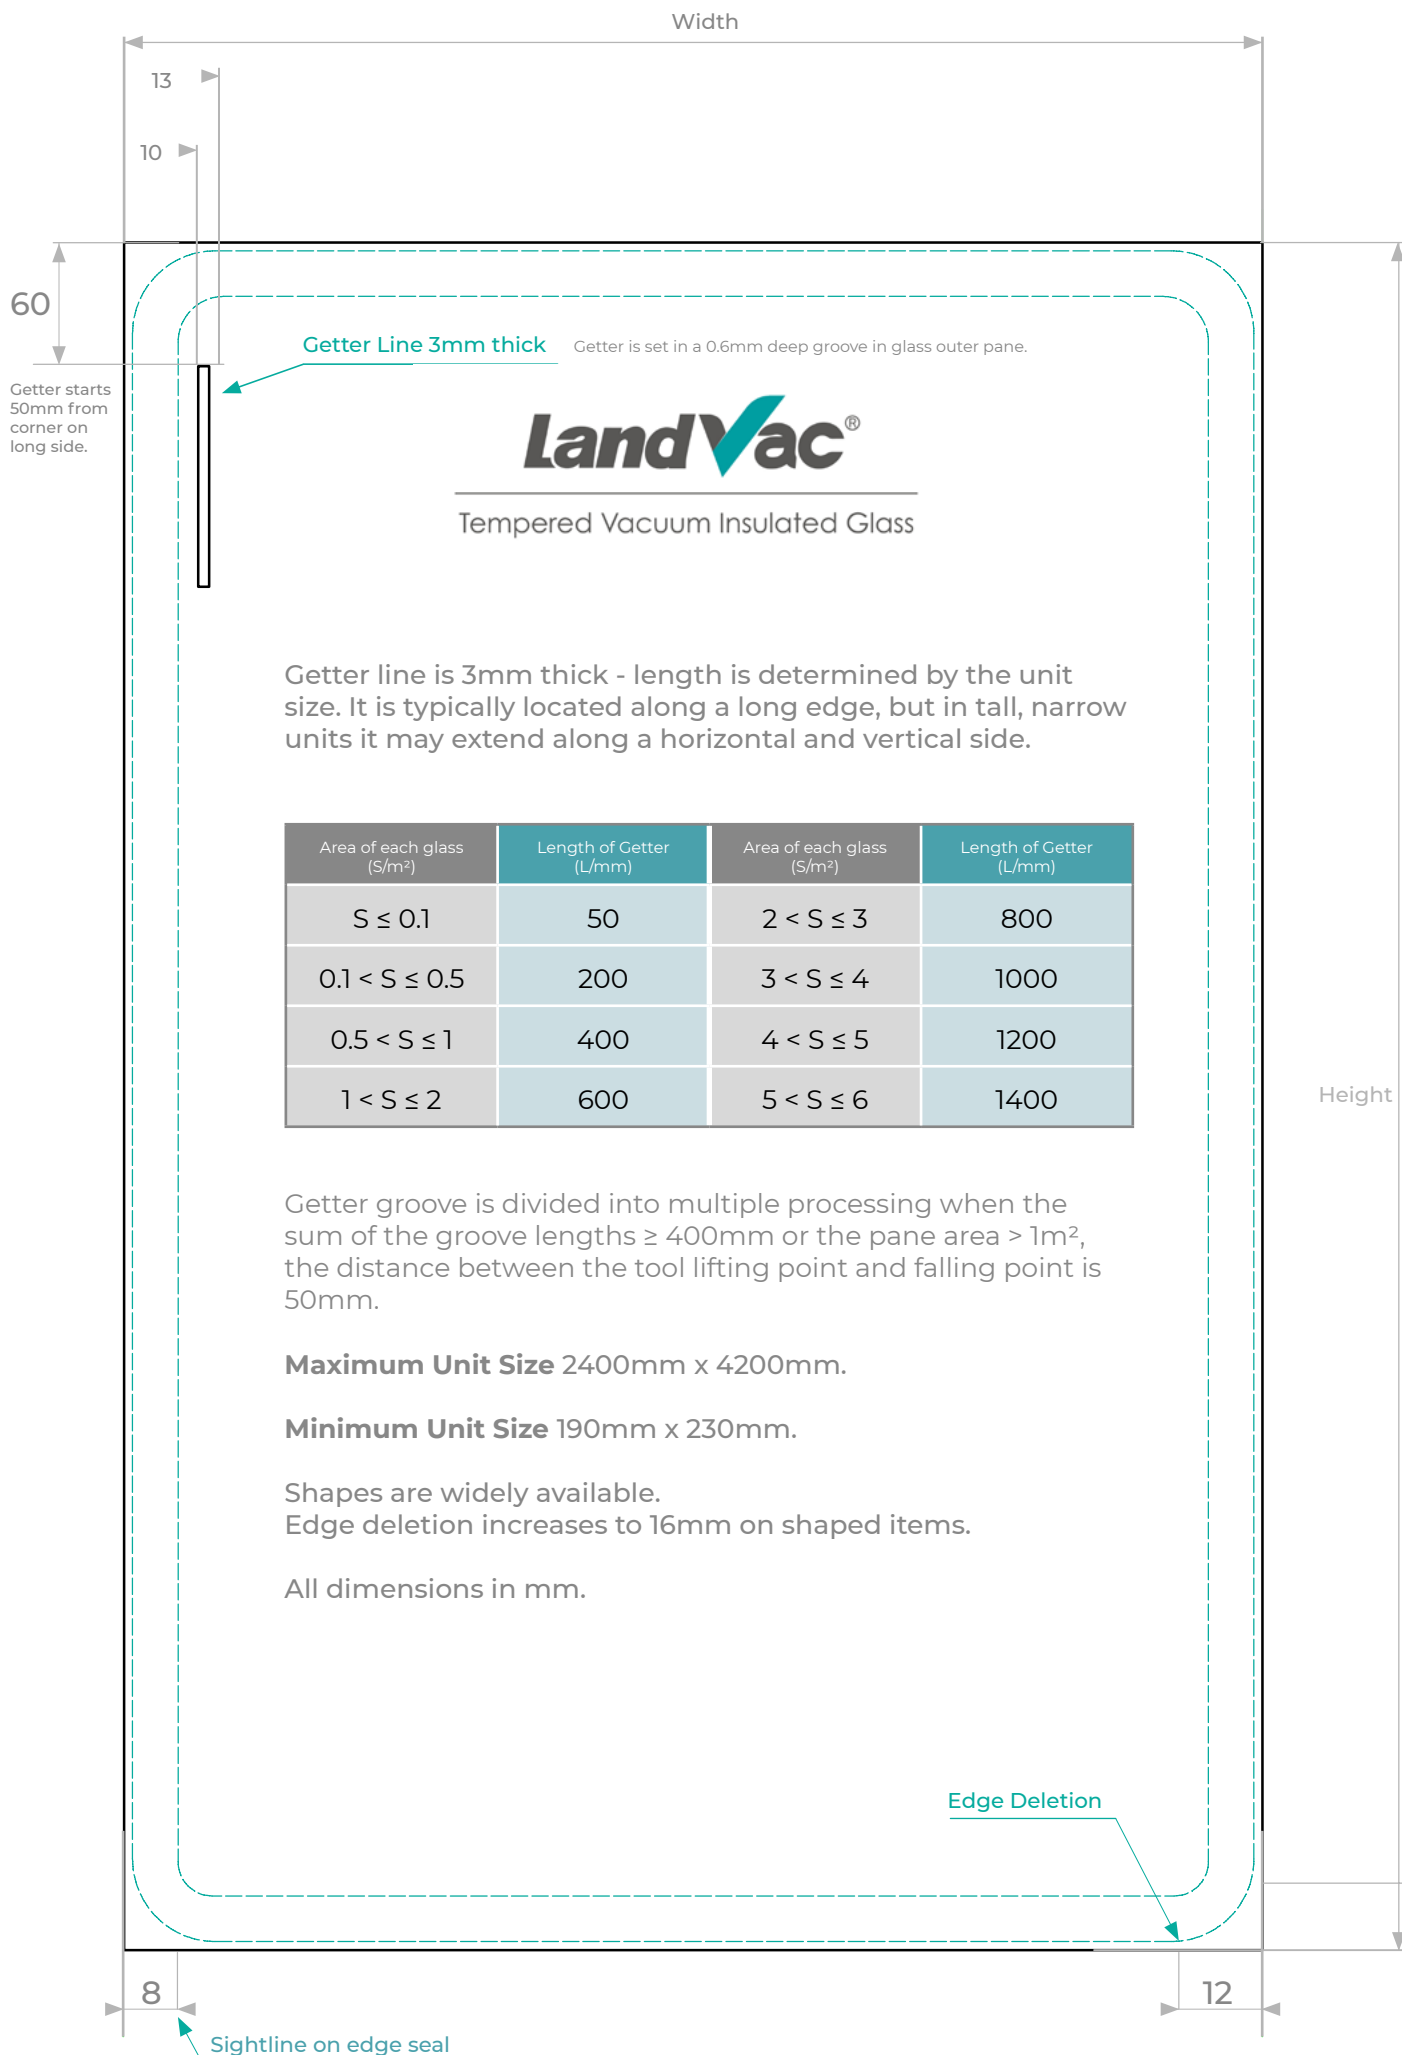 Width
13
10
60
Getter Line 3mm thick
Getter is set in a 0.6mm deep groove in glass outer pane.
Getter starts
50mm from
corner on
long side.
LandVac®
Tempered Vacuum Insulated Glass
Getter line is 3mm thick - length is determined by the unit
size. It is typically located along a long edge, but in tall, narrow
units it may extend along a horizontal and vertical side.
Area of each glass (S/m²) Length of Getter (L/mm) Area of each glass (S/m²) Length of Getter (L/mm)
S ≤ 0.1 50 2 < S ≤ 3 800
0.1 < S ≤ 0.5 200 3 < S ≤ 4 1000
0.5 < S ≤ 1 400 4 < S ≤ 5 1200
1 < S ≤ 2 600 5 < S ≤ 6 1400
Height
Getter groove is divided into multiple processing when the
sum of the groove lengths ≥ 400mm or the pane area > 1m²,
the distance between the tool lifting point and falling point is
50mm.
Maximum Unit Size 2400mm x 4200mm.
Minimum Unit Size 190mm x 230mm.
Shapes are widely available.
Edge deletion increases to 16mm on shaped items.
All dimensions in mm.
Edge Deletion
8
12
Sightline on edge seal